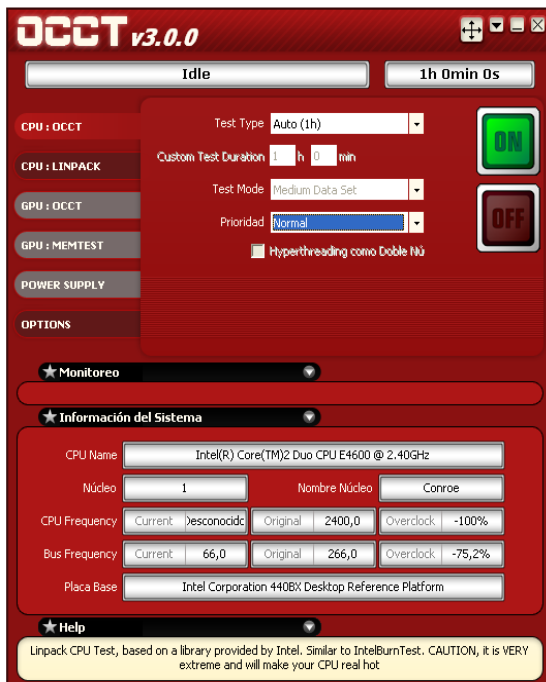 OCCT v3.0.0
Idle 1h 0min 0s
CPU : OCCT
CPU : LINPACK
GPU : OCCT
GPU : MEMTEST
POWER SUPPLY
OPTIONS
Test Type Auto (1h)
Custom Test Duration 1 h 0 min
Test Mode Medium Data Set
Prioridad Normal
Hyperthreading como Doble Nú
ON
OFF
Monitoreo
Información del Sistema
CPU Name Intel(R) Core(TM)2 Duo CPU E4600 @ 2.40GHz
Núcleo 1 Nombre Núcleo Conroe
CPU Frequency Current Desconocido Original 2400,0 Overclock -100%
Bus Frequency Current 66,0 Original 266,0 Overclock -75,2%
Placa Base Intel Corporation 440BX Desktop Reference Platform
Help
Linpack CPU Test, based on a library provided by Intel. Similar to IntelBurnTest. CAUTION, it is VERY
extreme and will make your CPU real hot